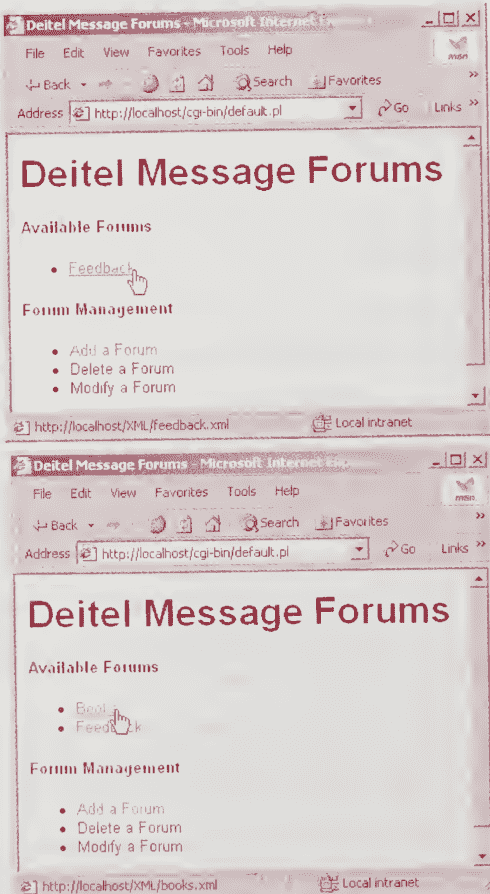 Deitel Message Forums - Microsoft Internet
File Edit View Favorites Tools Help
msn
Back Search Favorites »
Address http://localhost/cgi-bin/default.pl Go Links »
Deitel Message Forums
Available Forums
• Feedback
Forum Management
• Add a Forum
• Delete a Forum
• Modify a Forum
http://localhost/XML/feedback.xml Local intranet
Deitel Message Forums - Microsoft Internet
File Edit View Favorites Tools Help
msn
Back Search Favorites »
Address http://localhost/cgi-bin/default.pl Go Links »
Deitel Message Forums
Available Forums
• Feedback
Forum Management
• Add a Forum
• Delete a Forum
• Modify a Forum
http://localhost/XML/books.xml Local intranet